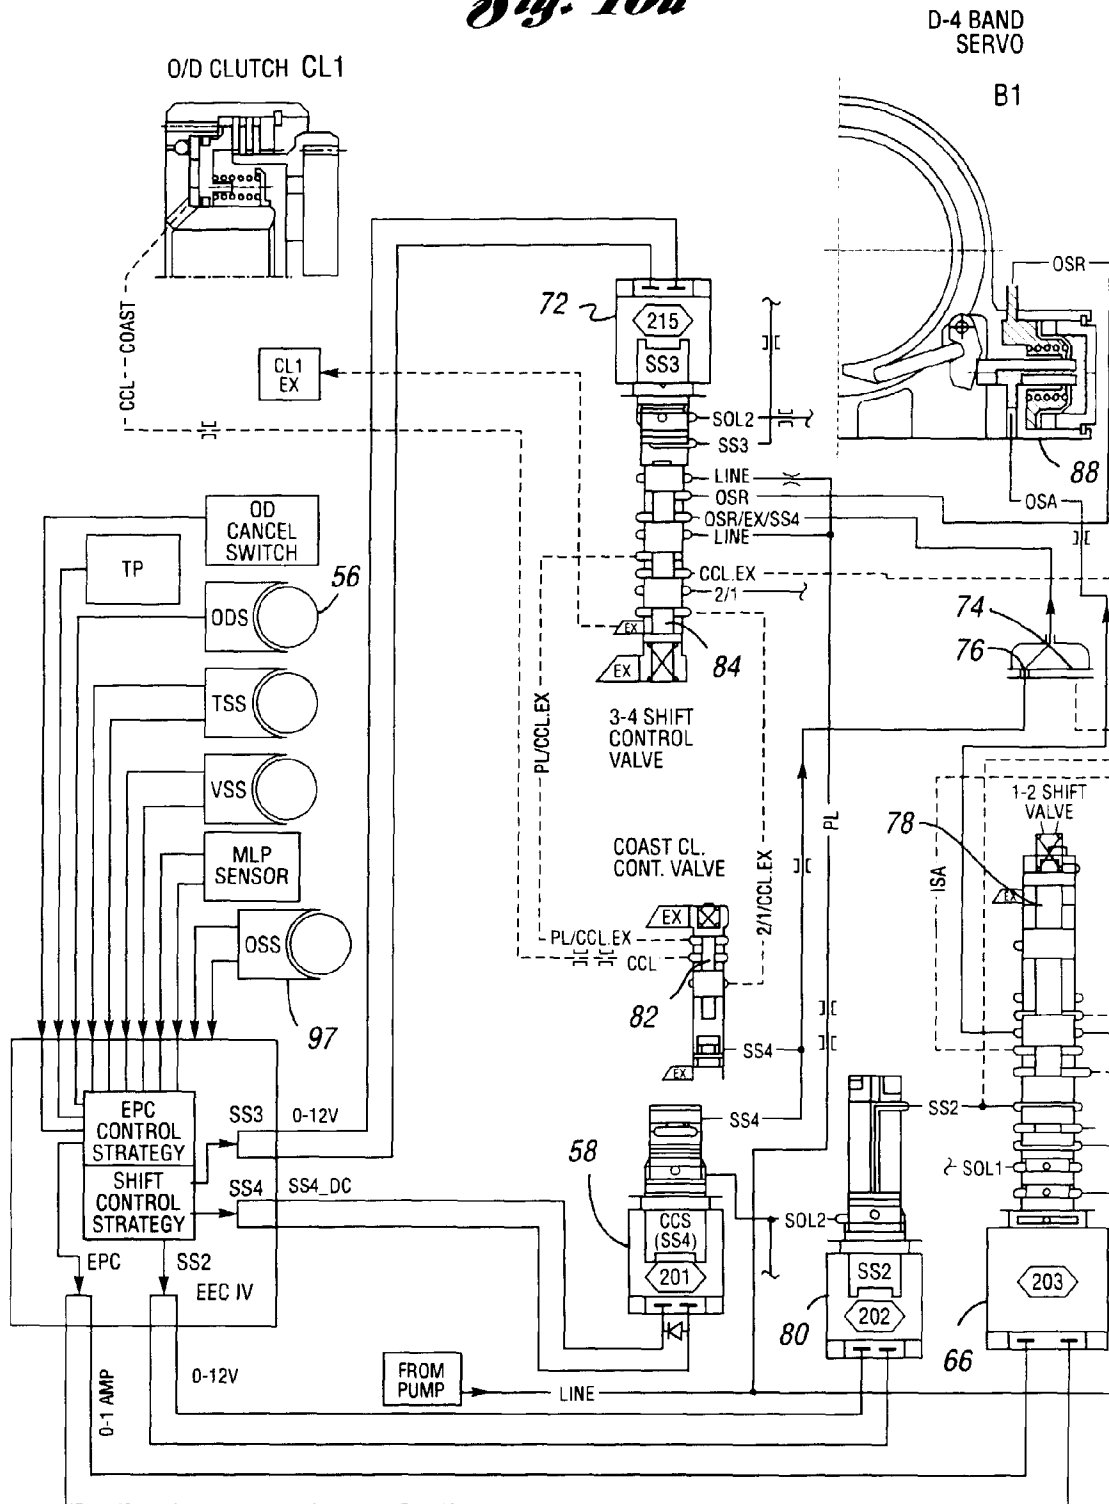 Fig. 10a
D-4 BAND
SERVO
B1
O/D CLUTCH CL1
OSR
72
215
SS3
CCL
COAST
CL1
EX
SOL2
SS3
88
LINE
OSR
OSA
OSR/EX/SS4
LINE
OD
CANCEL
SWITCH
TP
56
CCL.EX
2/1
ODS
74
76
EX
84
EX
TSS
3-4 SHIFT
CONTROL
VALVE
PL/CCL.EX
VSS
1-2 SHIFT
VALVE
PL
78
MLP
SENSOR
COAST CL.
CONT. VALVE
ISA
2/1/CCL.EX
EX
EX
OSS
PL/CCL.EX
CCL
82
97
SS4
EX
EPC
CONTROL
STRATEGY
SS3
0-12V
SS4
SS2
58
SHIFT
CONTROL
STRATEGY
SS4
SS4_DC
SOL1
CCS
(SS4)
SOL2
EPC
SS2
EEC IV
201
SS2
202
203
80
66
0-12V
0-1 AMP
FROM
PUMP
LINE